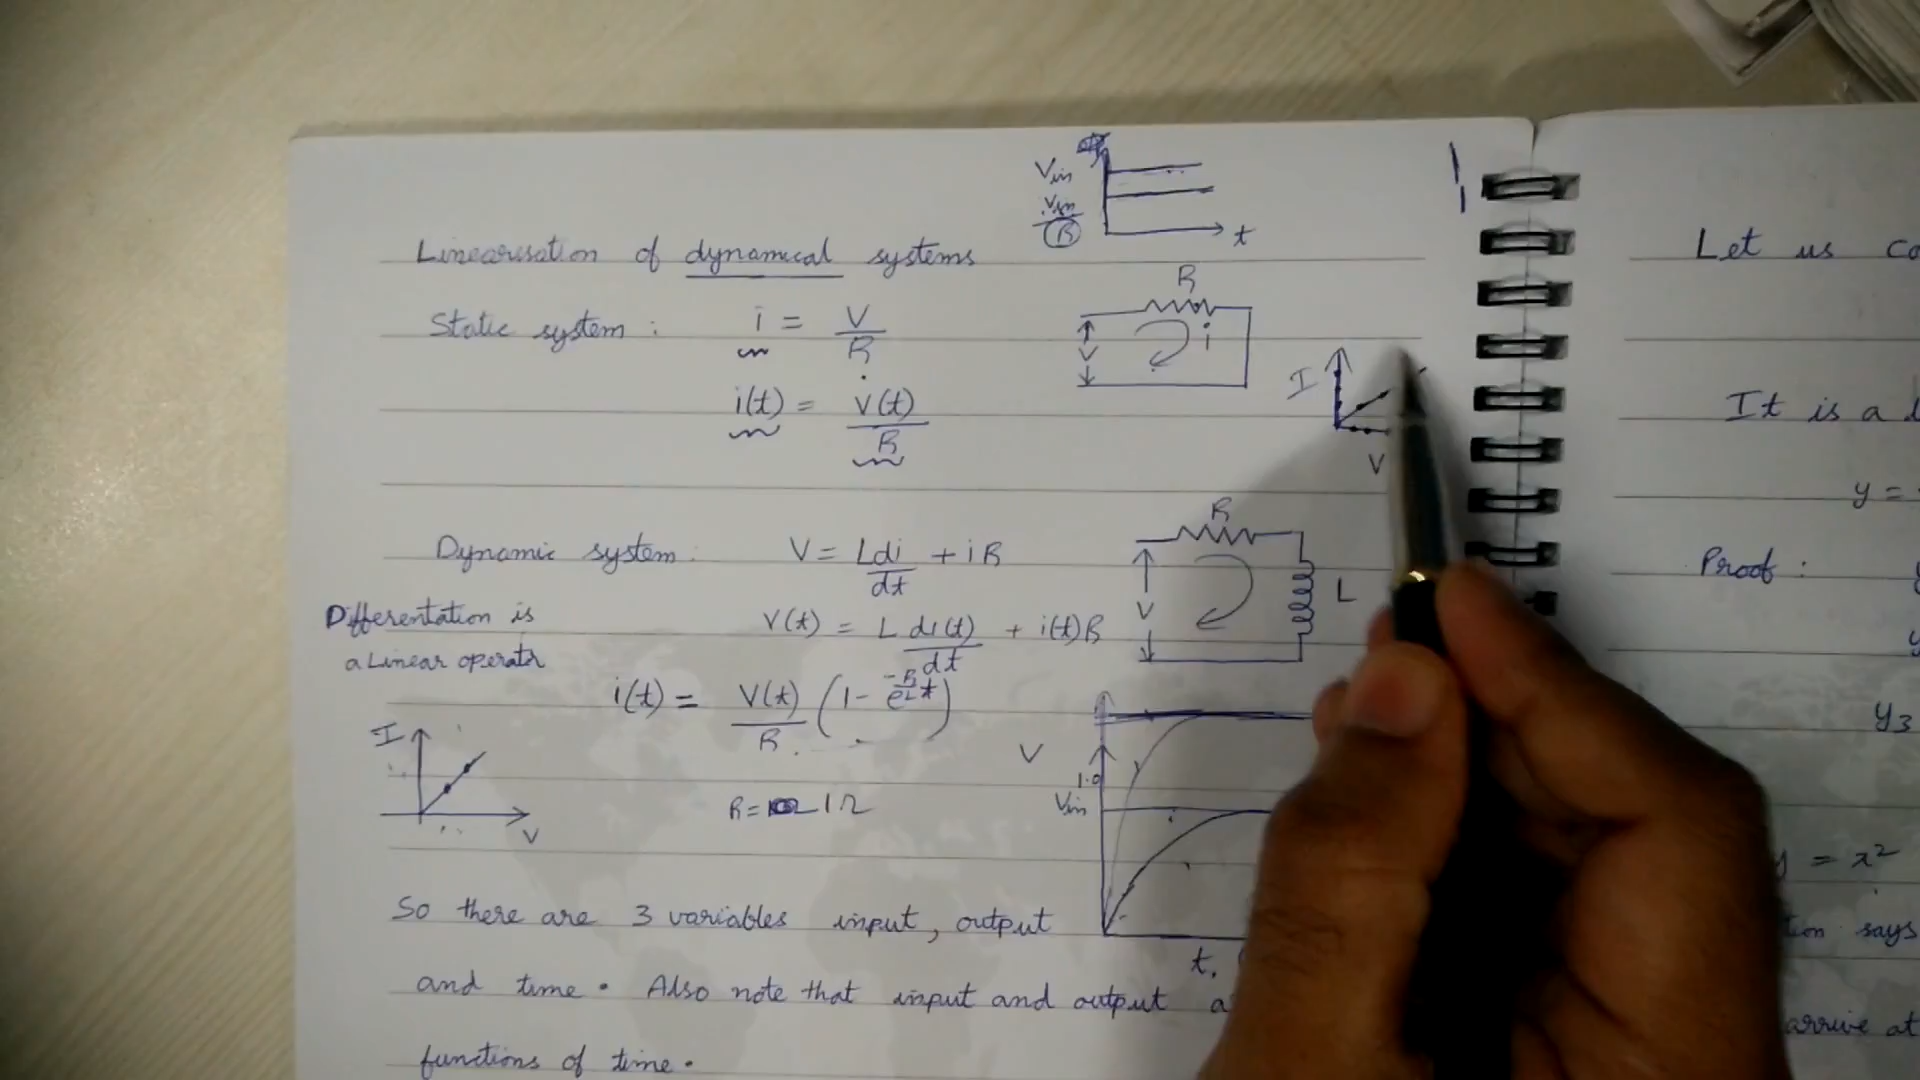 Vin
Vin
R
t
Linearisation of dynamical systems
R
Static system : i = V/R
V
i
I
V
i(t) = V(t)/R
R
Dynamic system : V = L di/dt + iR
V
L
Differentation is
a Linear operator
V(t) = L di(t)/dt + i(t)R
i(t) = V(t)/R (1 - e^(-R/L t))
I
V
R = 1Ω
V
1.0
Vin
t.
So there are 3 variables input, output
and time. Also note that input and output a
functions of time.
Let us co
It is a
y =
Proof :
y
y
y3
y = x²
says
arrive at